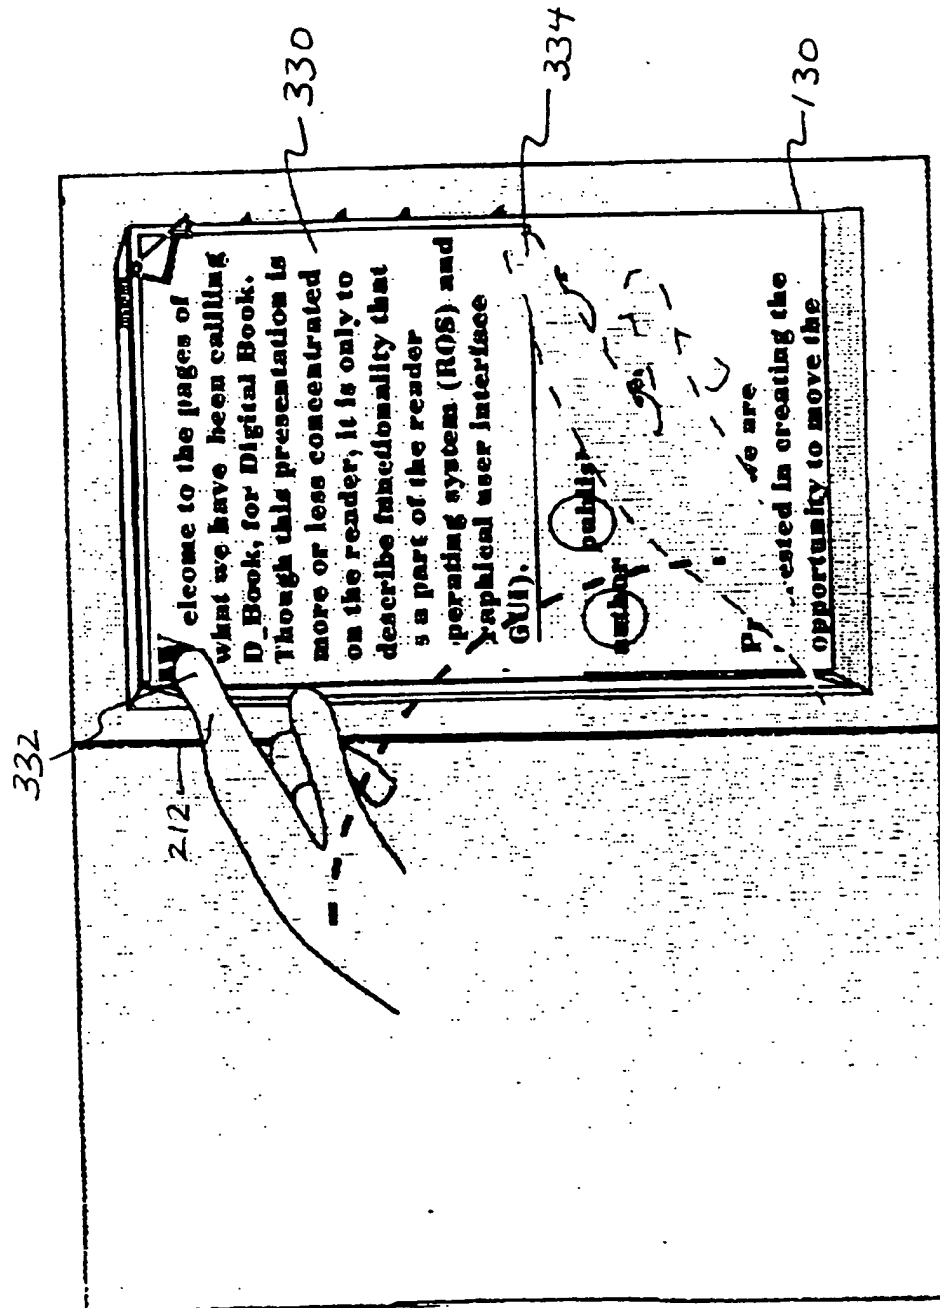 330
334
130
332
212
W elcome to the pages of
what we have been callling
D_Book, for Digital Book.
Though this presentation is
more or less concentrated
on the reader, it is only to
describe functionality that
s a part of the reader
perating system (ROS) and
raphical user interface
GUI).
author publis
e are
ested in creating the
opportunity to move the